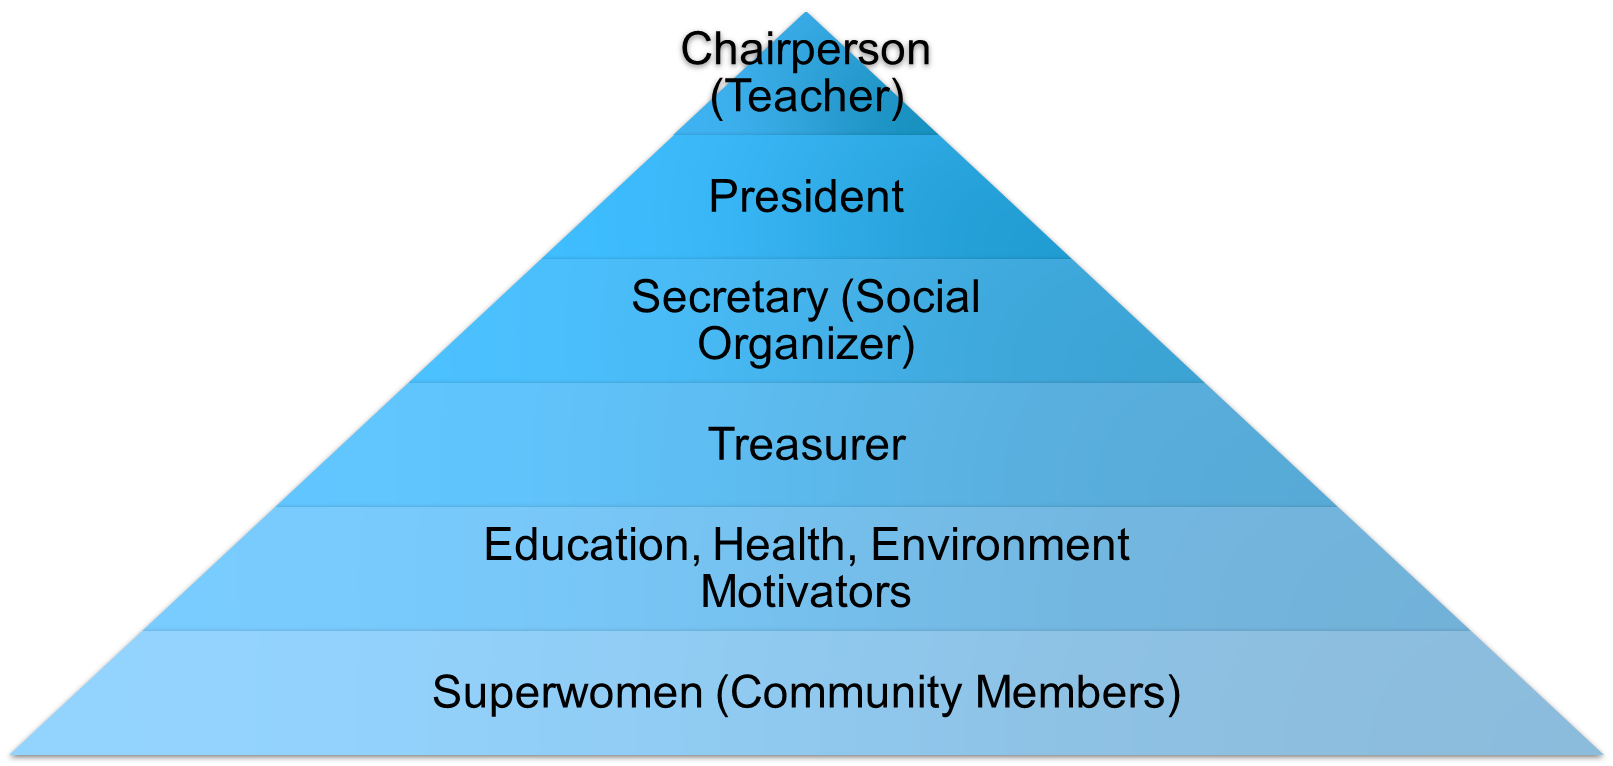 Chairperson
(Teacher)
President
Secretary (Social
Organizer)
Treasurer
Education, Health, Environment
Motivators
Superwomen (Community Members)